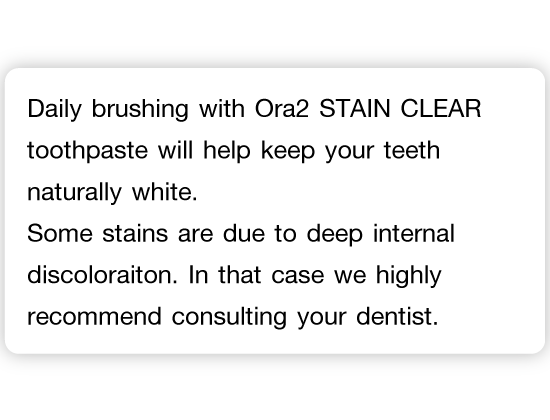 Daily brushing with Ora2 STAIN CLEAR
toothpaste will help keep your teeth
naturally white.
Some stains are due to deep internal
discoloraiton. In that case we highly
recommend consulting your dentist.